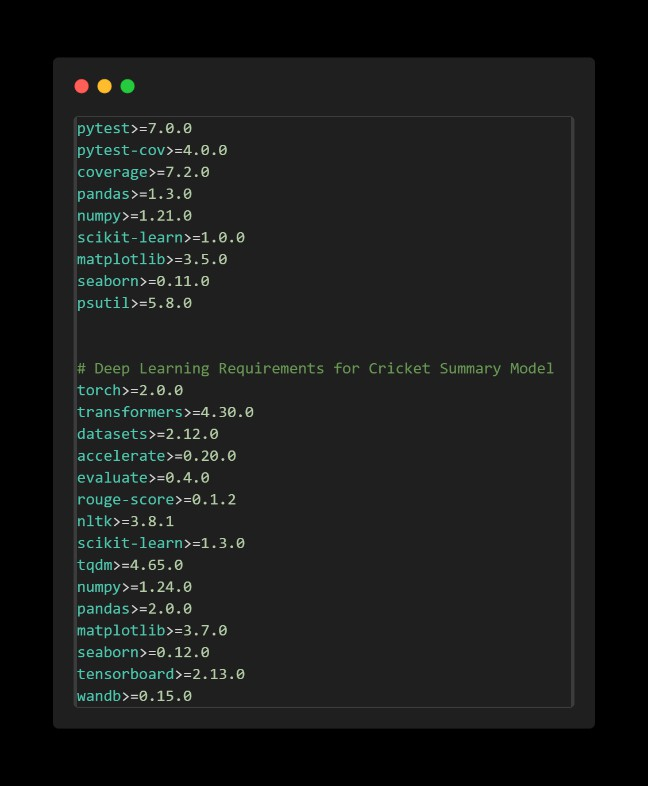 pytest>=7.0.0
pytest-cov>=4.0.0
coverage>=7.2.0
pandas>=1.3.0
numpy>=1.21.0
scikit-learn>=1.0.0
matplotlib>=3.5.0
seaborn>=0.11.0
psutil>=5.8.0
# Deep Learning Requirements for Cricket Summary Model
torch>=2.0.0
transformers>=4.30.0
datasets>=2.12.0
accelerate>=0.20.0
evaluate>=0.4.0
rouge-score>=0.1.2
nltk>=3.8.1
scikit-learn>=1.3.0
tqdm>=4.65.0
numpy>=1.24.0
pandas>=2.0.0
matplotlib>=3.7.0
seaborn>=0.12.0
tensorboard>=2.13.0
wandb>=0.15.0